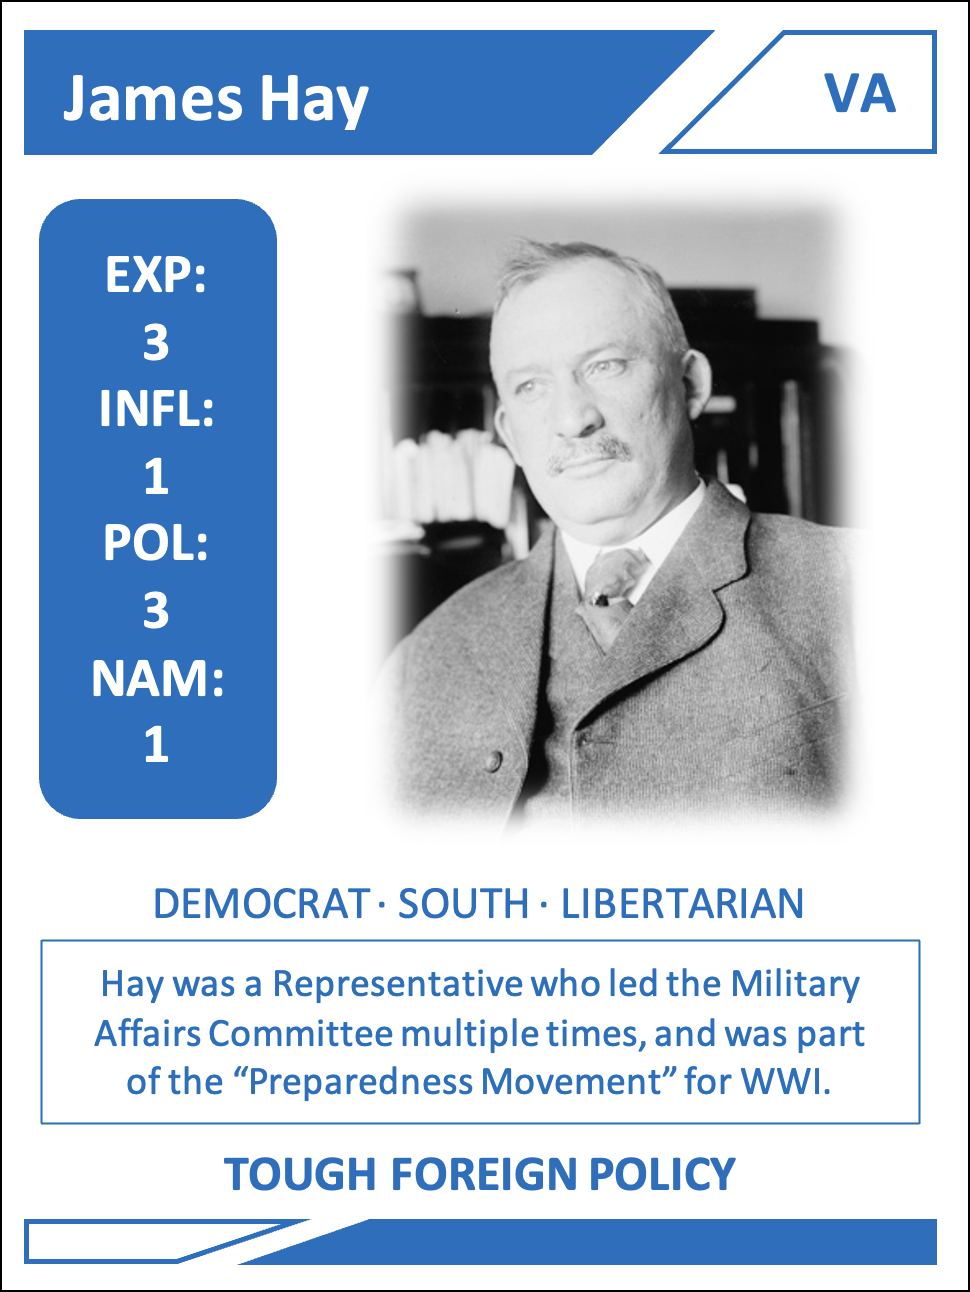 James Hay
VA
EXP:
3
INFL:
1
POL:
3
NAM:
1
DEMOCRAT · SOUTH · LIBERTARIAN
Hay was a Representative who led the Military
Affairs Committee multiple times, and was part
of the “Preparedness Movement” for WWI.
TOUGH FOREIGN POLICY